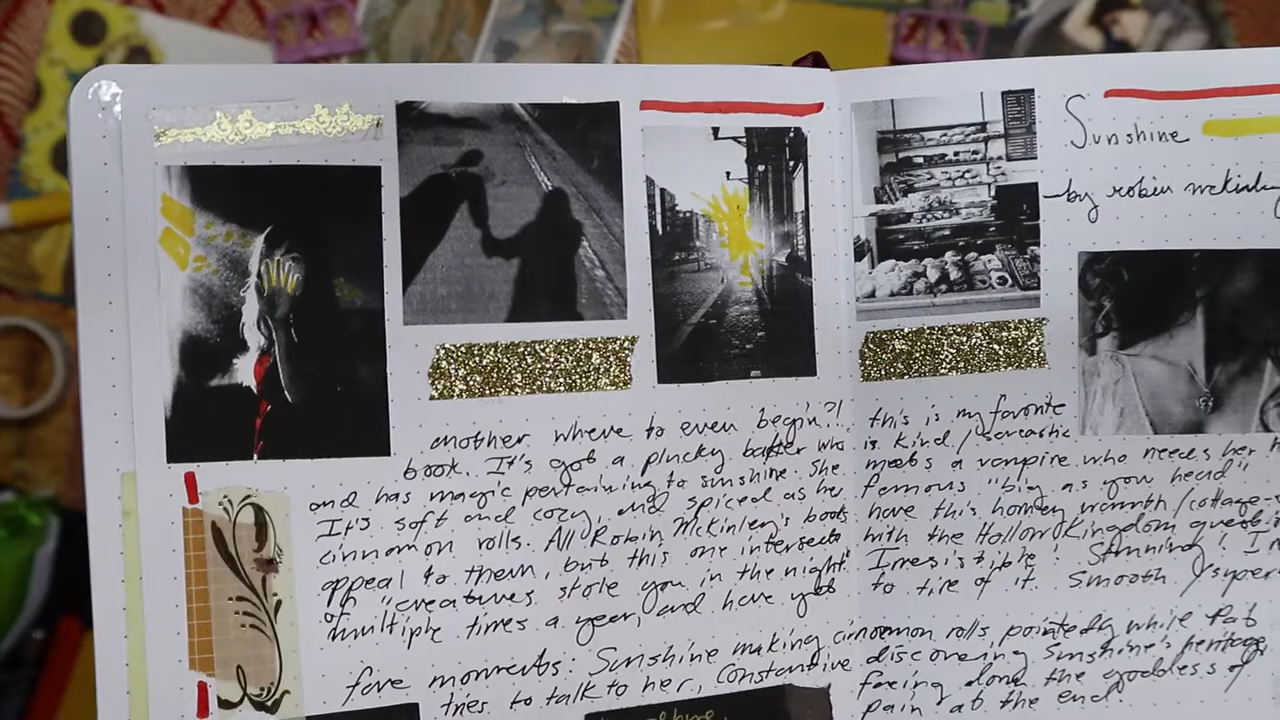 Sunshine
by robin mckinley
another where to even begin?! this is my favorite
book. It's got a plucky baker who is kind/sarcastic
and has magic pertaining to sunshine. She meets a vampire who needs her h
It's soft and cozy, and spiced as her famous "big as you head"
cinnamon rolls. All Robin Mckinley's books have this homey warmth/cottage-
appeal to them, but this one intersects with the Hollow Kingdom
of "creatures stole you in the night". Irresistible! Stunning! I r
multiple times a year, and have yet to tire of it. Smooth/super
fave moments: Sunshine making cinnamon rolls pointedly while Pat
tries to talk to her, Constantine discovering Sunshine's heritage,
facing down the goddess of
pain at the end.